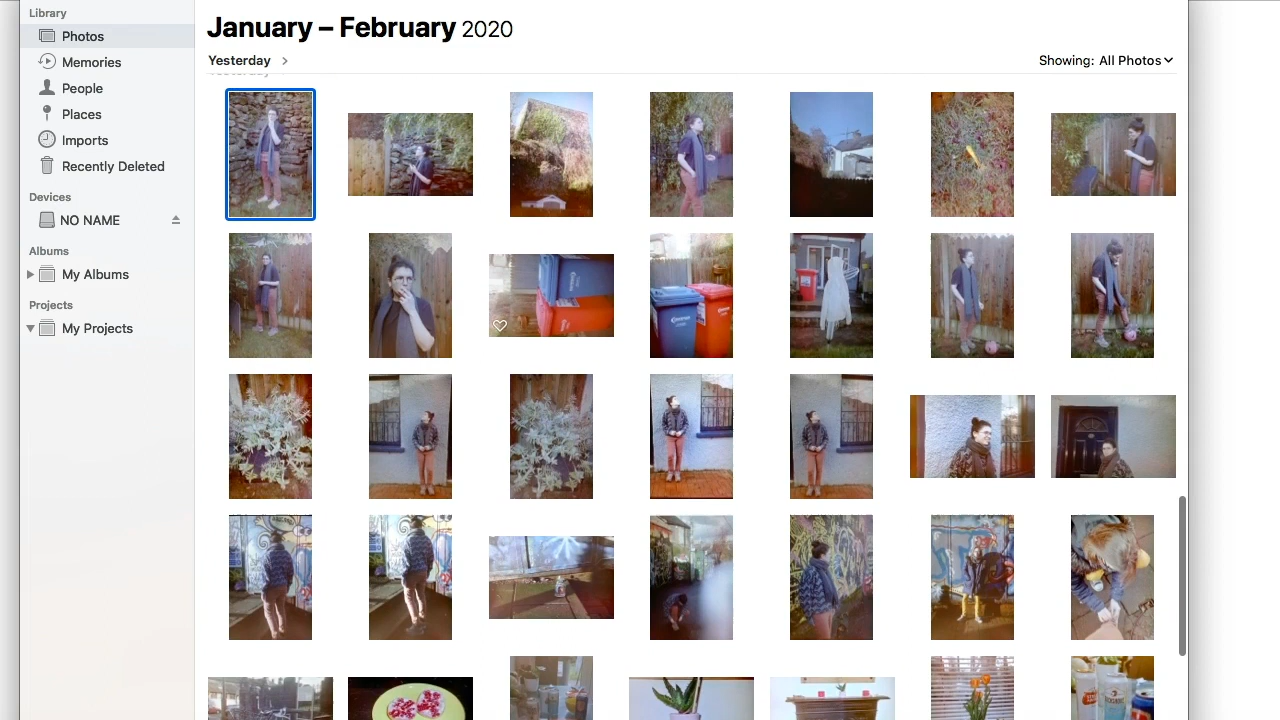 Library
Photos
Memories
People
Places
Imports
Recently Deleted
Devices
NO NAME
Albums
My Albums
Projects
My Projects
January – February 2020
Yesterday
Showing: All Photos